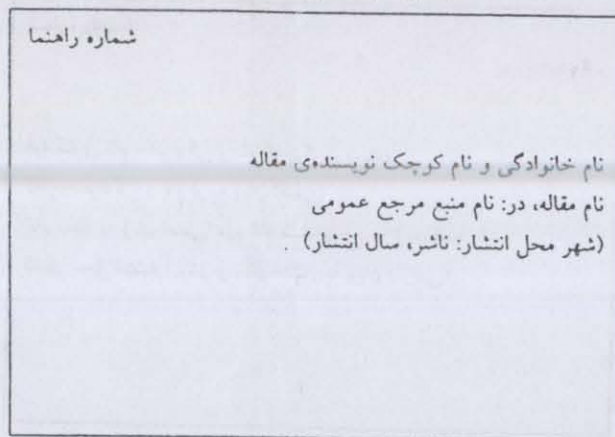 شماره راهنما
نام خانوادگی و نام کوچک نویسنده‌ی مقاله
نام مقاله، در: نام منبع مرجع عمومی
(شهر محل انتشار: ناشر، سال انتشار) .